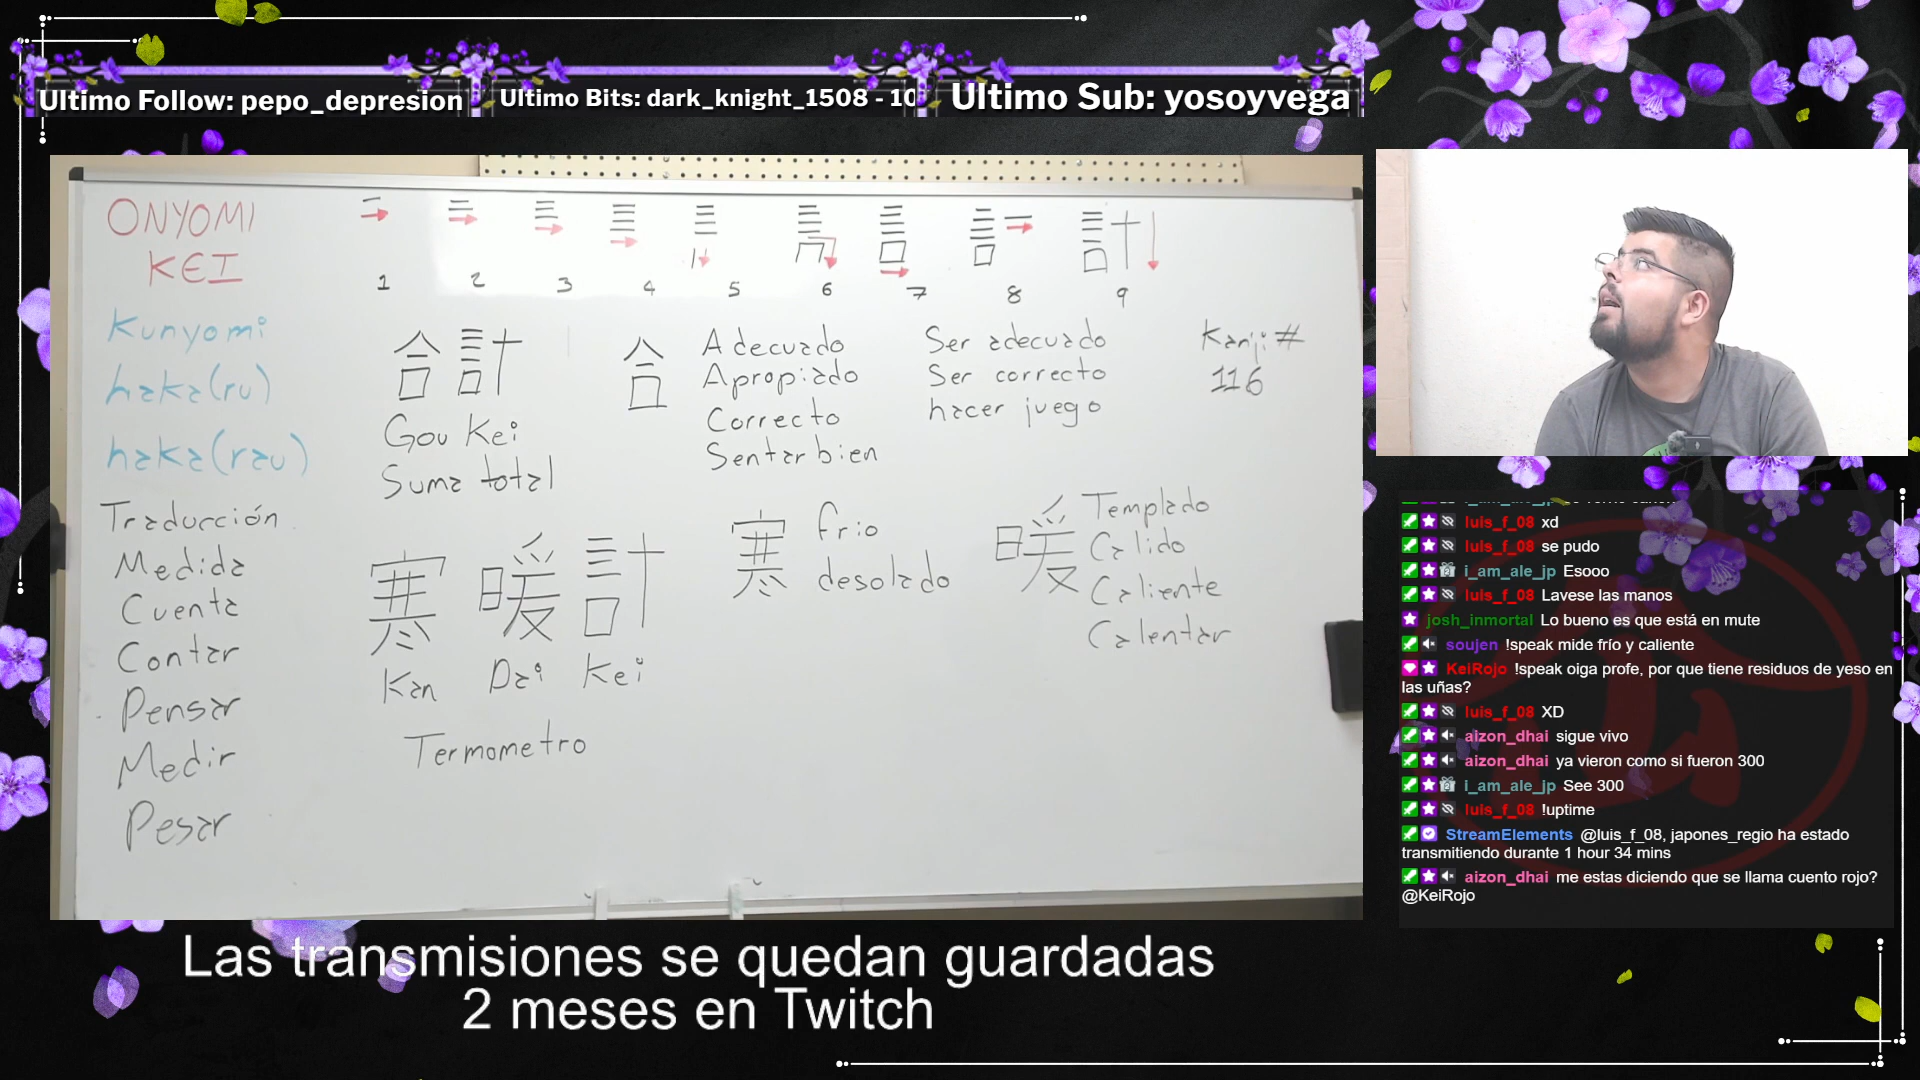 Ultimo Follow: pepo_depresion
Ultimo Bits: dark_knight_1508 - 10
Ultimo Sub: yosoyvega
ONYOMI
KEI
Kunyomi
haka(ru)
haka(rau)
Traducción
Medida
Cuenta
Contar
Pensar
Medir
Pesar
1 2 3 4 5 6 7 8 9
計
合計
Gou Kei
Suma total
合
Adecuado
Apropiado
Correcto
Sentar bien
Ser adecuado
Ser correcto
hacer juego
Kanji #
116
寒暖計
Kan Dai Kei
Termometro
寒
frio
desolado
暖
Templado
Calido
Caliente
Calentar
luis_f_08 xd
luis_f_08 se pudo
i_am_ale_jp Esooo
luis_f_08 Lavese las manos
josh_inmortal Lo bueno es que está en mute
soujen !speak mide frío y caliente
KeiRojo !speak oiga profe, por que tiene residuos de yeso en
las uñas?
luis_f_08 XD
aizon_dhai sigue vivo
aizon_dhai ya vieron como si fueron 300
i_am_ale_jp See 300
luis_f_08 !uptime
StreamElements @luis_f_08, japones_regio ha estado
transmitiendo durante 1 hour 34 mins
aizon_dhai me estas diciendo que se llama cuento rojo?
@KeiRojo
Las transmisiones se quedan guardadas
2 meses en Twitch